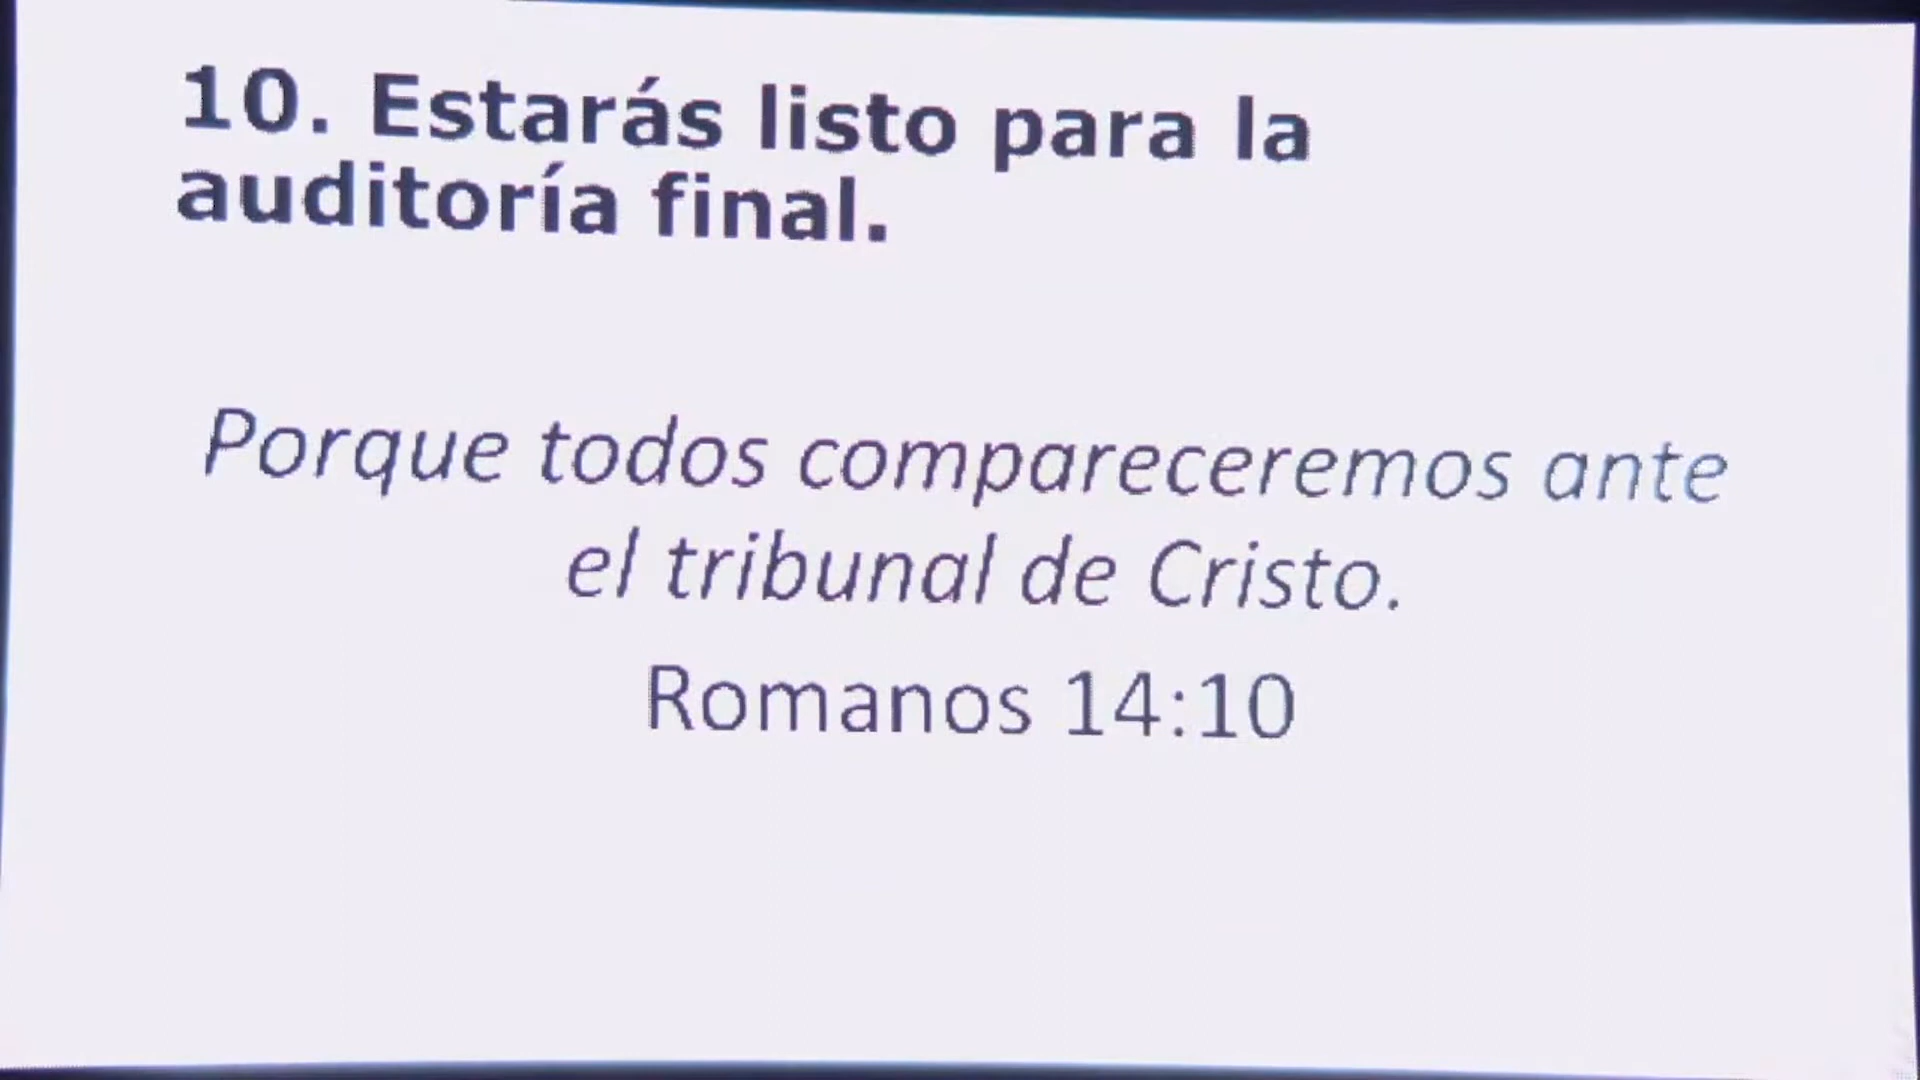 10. Estarás listo para la
auditoría final.
Porque todos compareceremos ante
el tribunal de Cristo.
Romanos 14:10